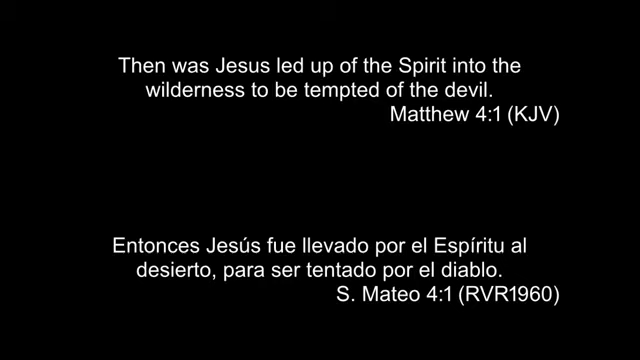 Then was Jesus led up of the Spirit into the
wilderness to be tempted of the devil.
Matthew 4:1 (KJV)
Entonces Jesús fue llevado por el Espíritu al
desierto, para ser tentado por el diablo.
S. Mateo 4:1 (RVR1960)